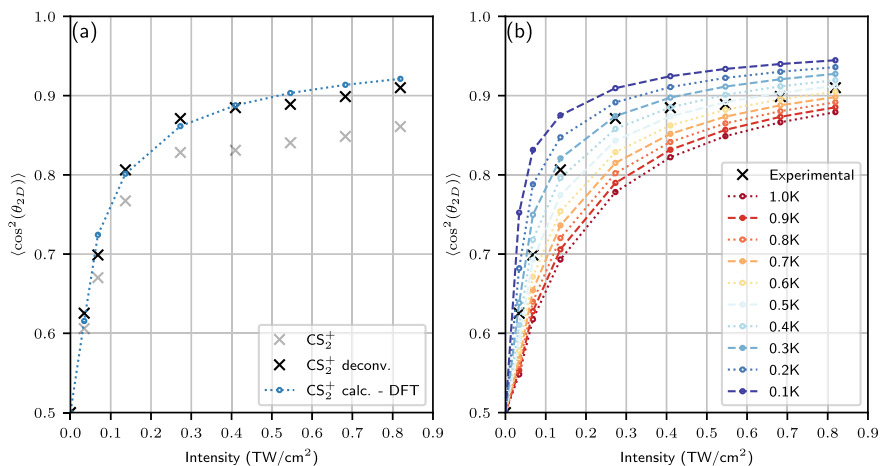 (a)
1.0
0.9
0.8
0.7
0.6
0.5
⟨cos²(θ₂D)⟩
CS₂⁺
CS₂⁺ deconv.
CS₂⁺ calc. - DFT
0.0 0.1 0.2 0.3 0.4 0.5 0.6 0.7 0.8 0.9
Intensity (TW/cm²)
(b)
1.0
0.9
0.8
0.7
0.6
0.5
⟨cos²(θ₂D)⟩
Experimental
1.0K
0.9K
0.8K
0.7K
0.6K
0.5K
0.4K
0.3K
0.2K
0.1K
0.0 0.1 0.2 0.3 0.4 0.5 0.6 0.7 0.8 0.9
Intensity (TW/cm²)